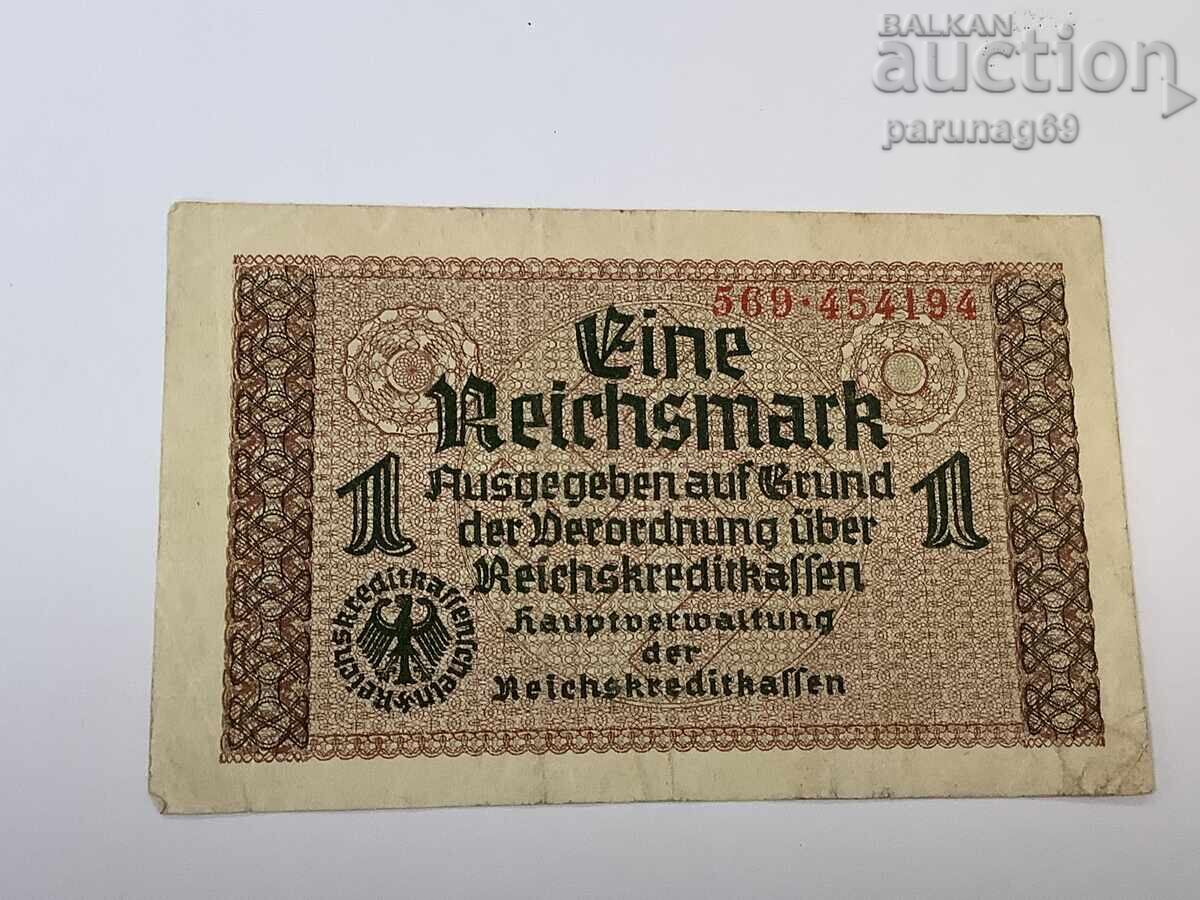 BALKAN
auction
parunag69
569·454194
Eine
Reichsmark
1 Ausgegeben auf Grund 1
der Verordnung über
Reichskreditkassen
Hauptverwaltung
der
Reichskreditkassen
Reichskreditkassenschein